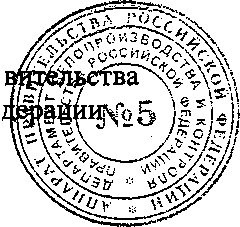 вительства
дерации
№5
АППАРАТ ПРАВИТЕЛЬСТВА РОССИЙСКОЙ ФЕДЕРАЦИИ
ДЕПАРТАМЕНТ ДЕЛОПРОИЗВОДСТВА И КОНТРОЛЯ
ПРАВИТЕЛЬСТВА РОССИЙСКОЙ ФЕДЕРАЦИИ